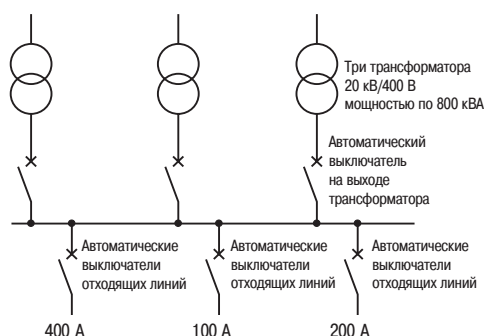 Три трансформатора
20 кВ/400 В
мощностью по 800 кВА
Автоматический
выключатель
на выходе
трансформатора
Автоматические
выключатели
отходящих линий
Автоматические
выключатели
отходящих линий
Автоматические
выключатели
отходящих линий
400 А
100 А
200 А